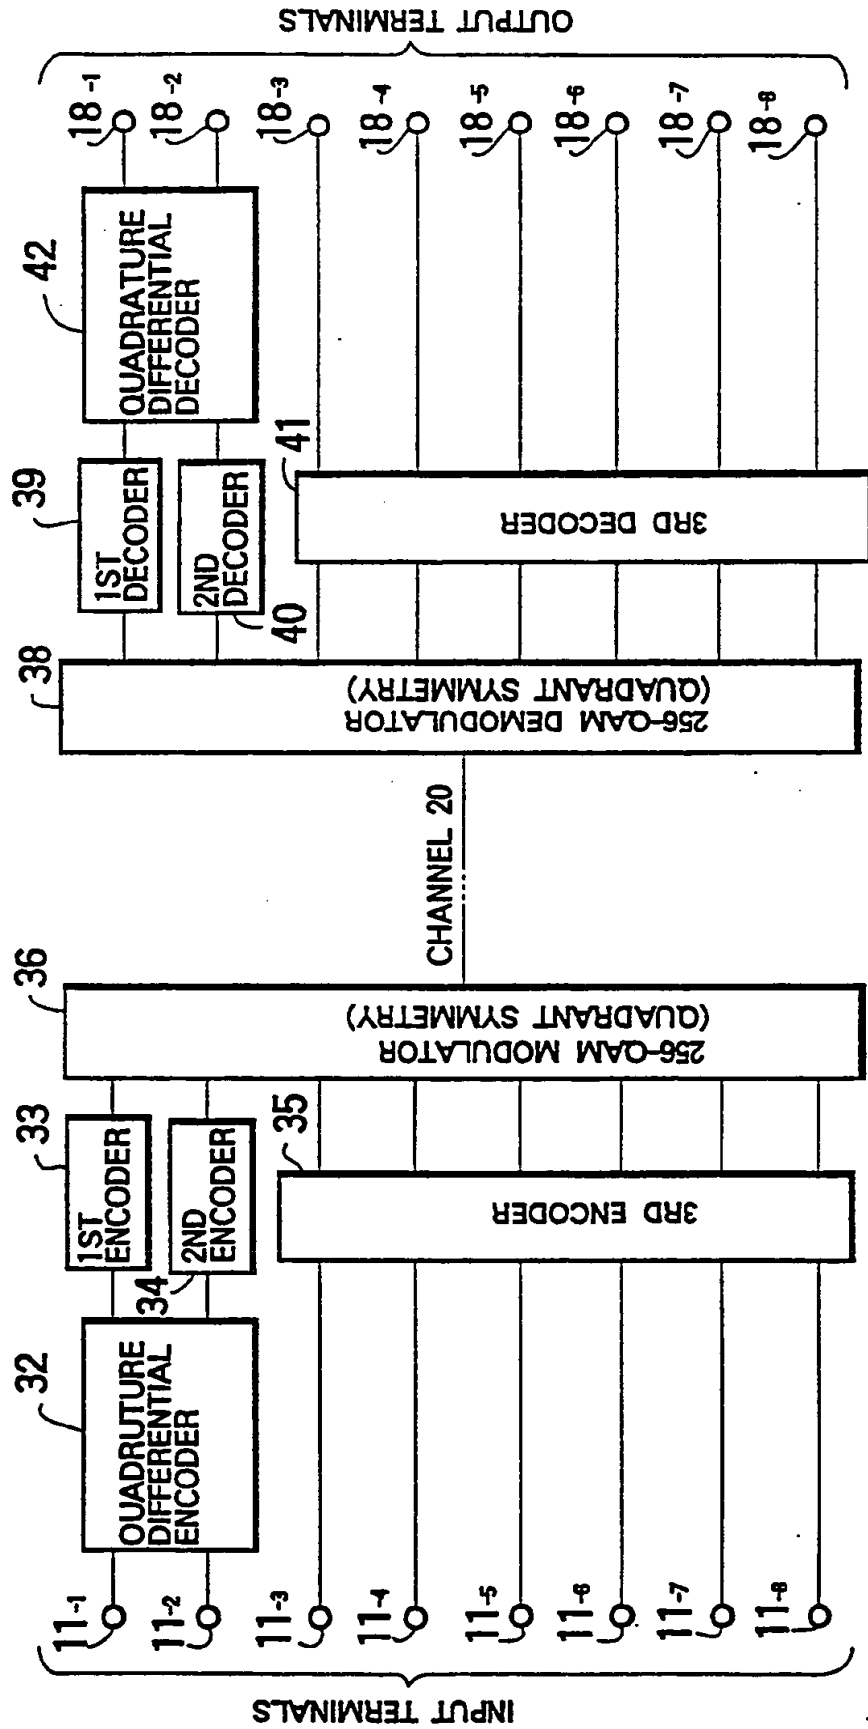 INPUT TERMINALS
11-1
11-2
11-3
11-4
11-5
11-6
11-7
11-8
32
QUADRUTURE
DIFFERENTIAL
ENCODER
33
1ST
ENCODER
34
2ND
ENCODER
35
3RD ENCODER
36
256-QAM MODULATOR
(QUADRANT SYMMETRY)
CHANNEL 20
38
256-QAM DEMODULATOR
(QUADRANT SYMMETRY)
39
1ST
DECODER
2ND
DECODER
40
41
3RD DECODER
42
QUADRATURE
DIFFERENTIAL
DECODER
18-1
18-2
18-3
18-4
18-5
18-6
18-7
18-8
OUTPUT TERMINALS